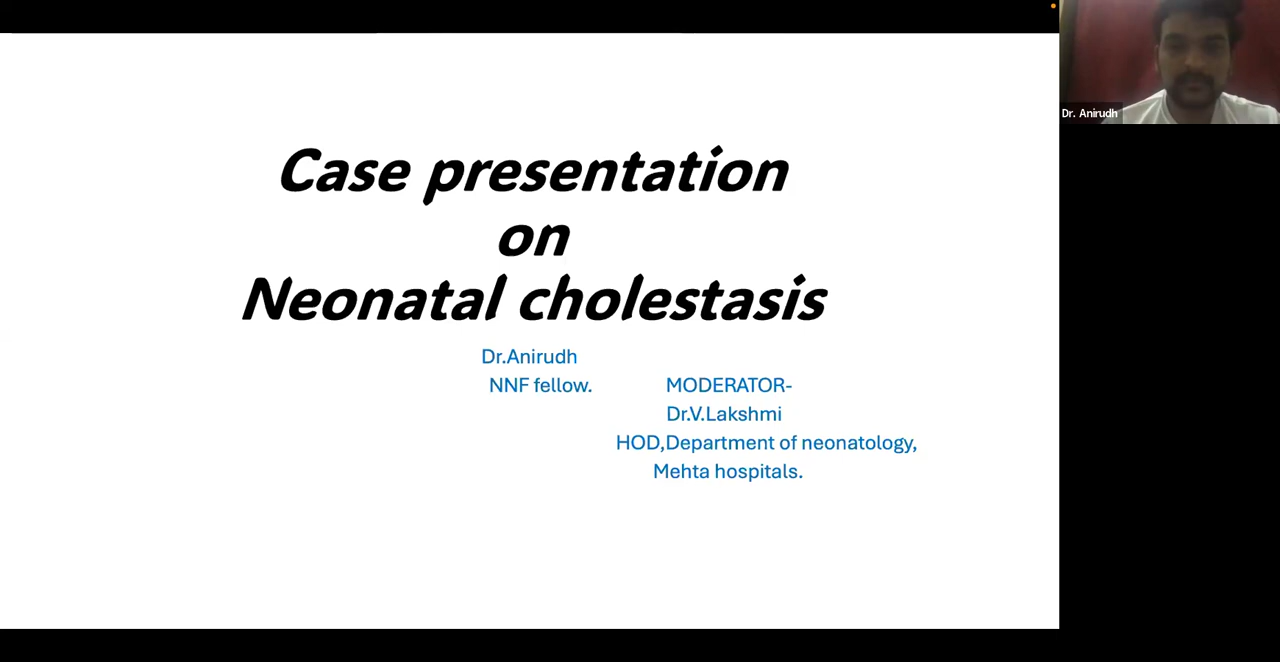 Case presentation
on
Neonatal cholestasis
Dr.Anirudh
NNF fellow.
MODERATOR-
Dr.V.Lakshmi
HOD,Department of neonatology,
Mehta hospitals.
Dr. Anirudh